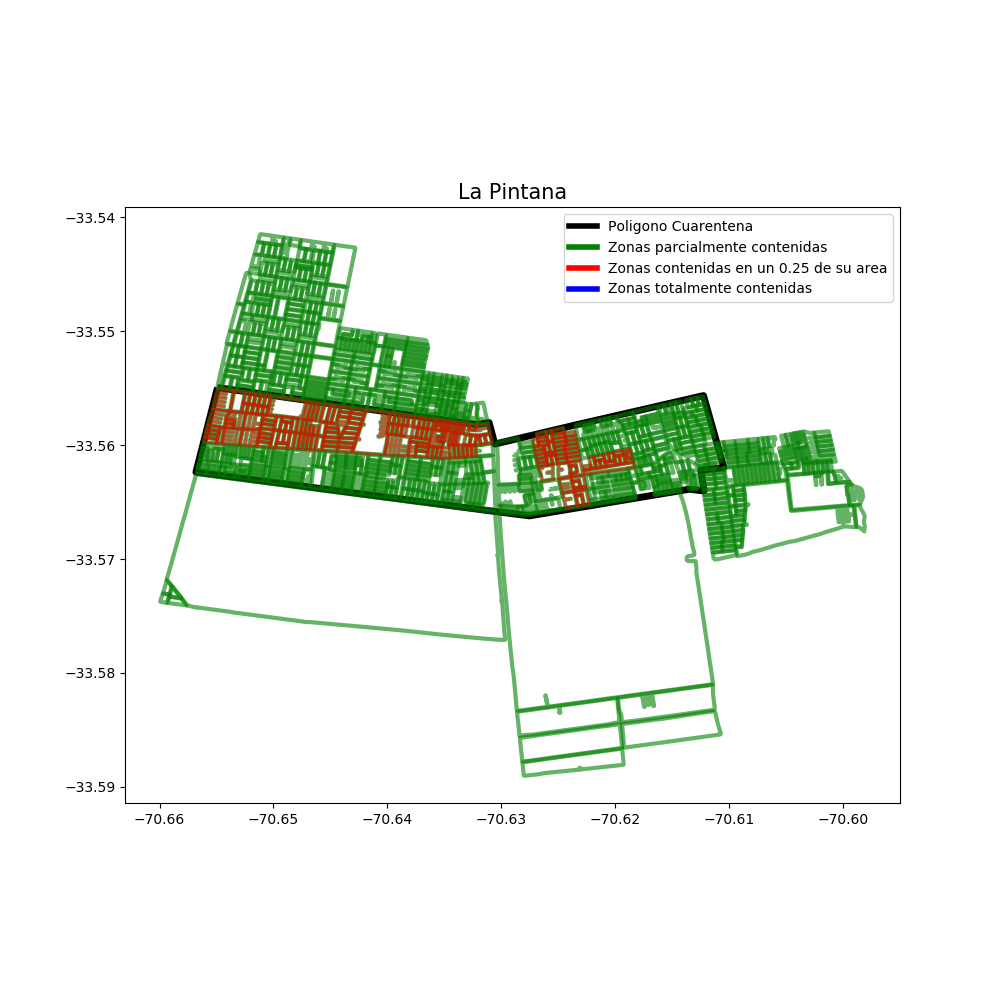 La Pintana
Poligono Cuarentena
Zonas parcialmente contenidas
Zonas contenidas en un 0.25 de su area
Zonas totalmente contenidas
−33.54
−33.55
−33.56
−33.57
−33.58
−33.59
−70.66 −70.65 −70.64 −70.63 −70.62 −70.61 −70.60